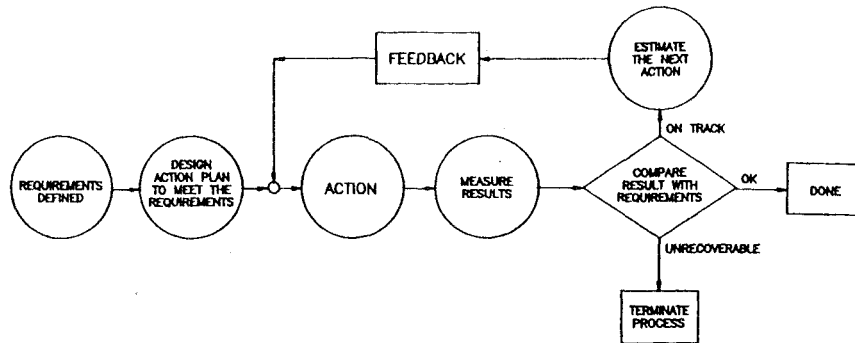 FEEDBACK
ESTIMATE
THE NEXT
ACTION
ON TRACK
REQUIREMENTS
DEFINED
DESIGN
ACTION PLAN
TO MEET THE
REQUIREMENTS
ACTION
MEASURE
RESULTS
COMPARE
RESULT WITH
REQUIREMENTS
OK
DONE
UNRECOVERABLE
TERMINATE
PROCESS